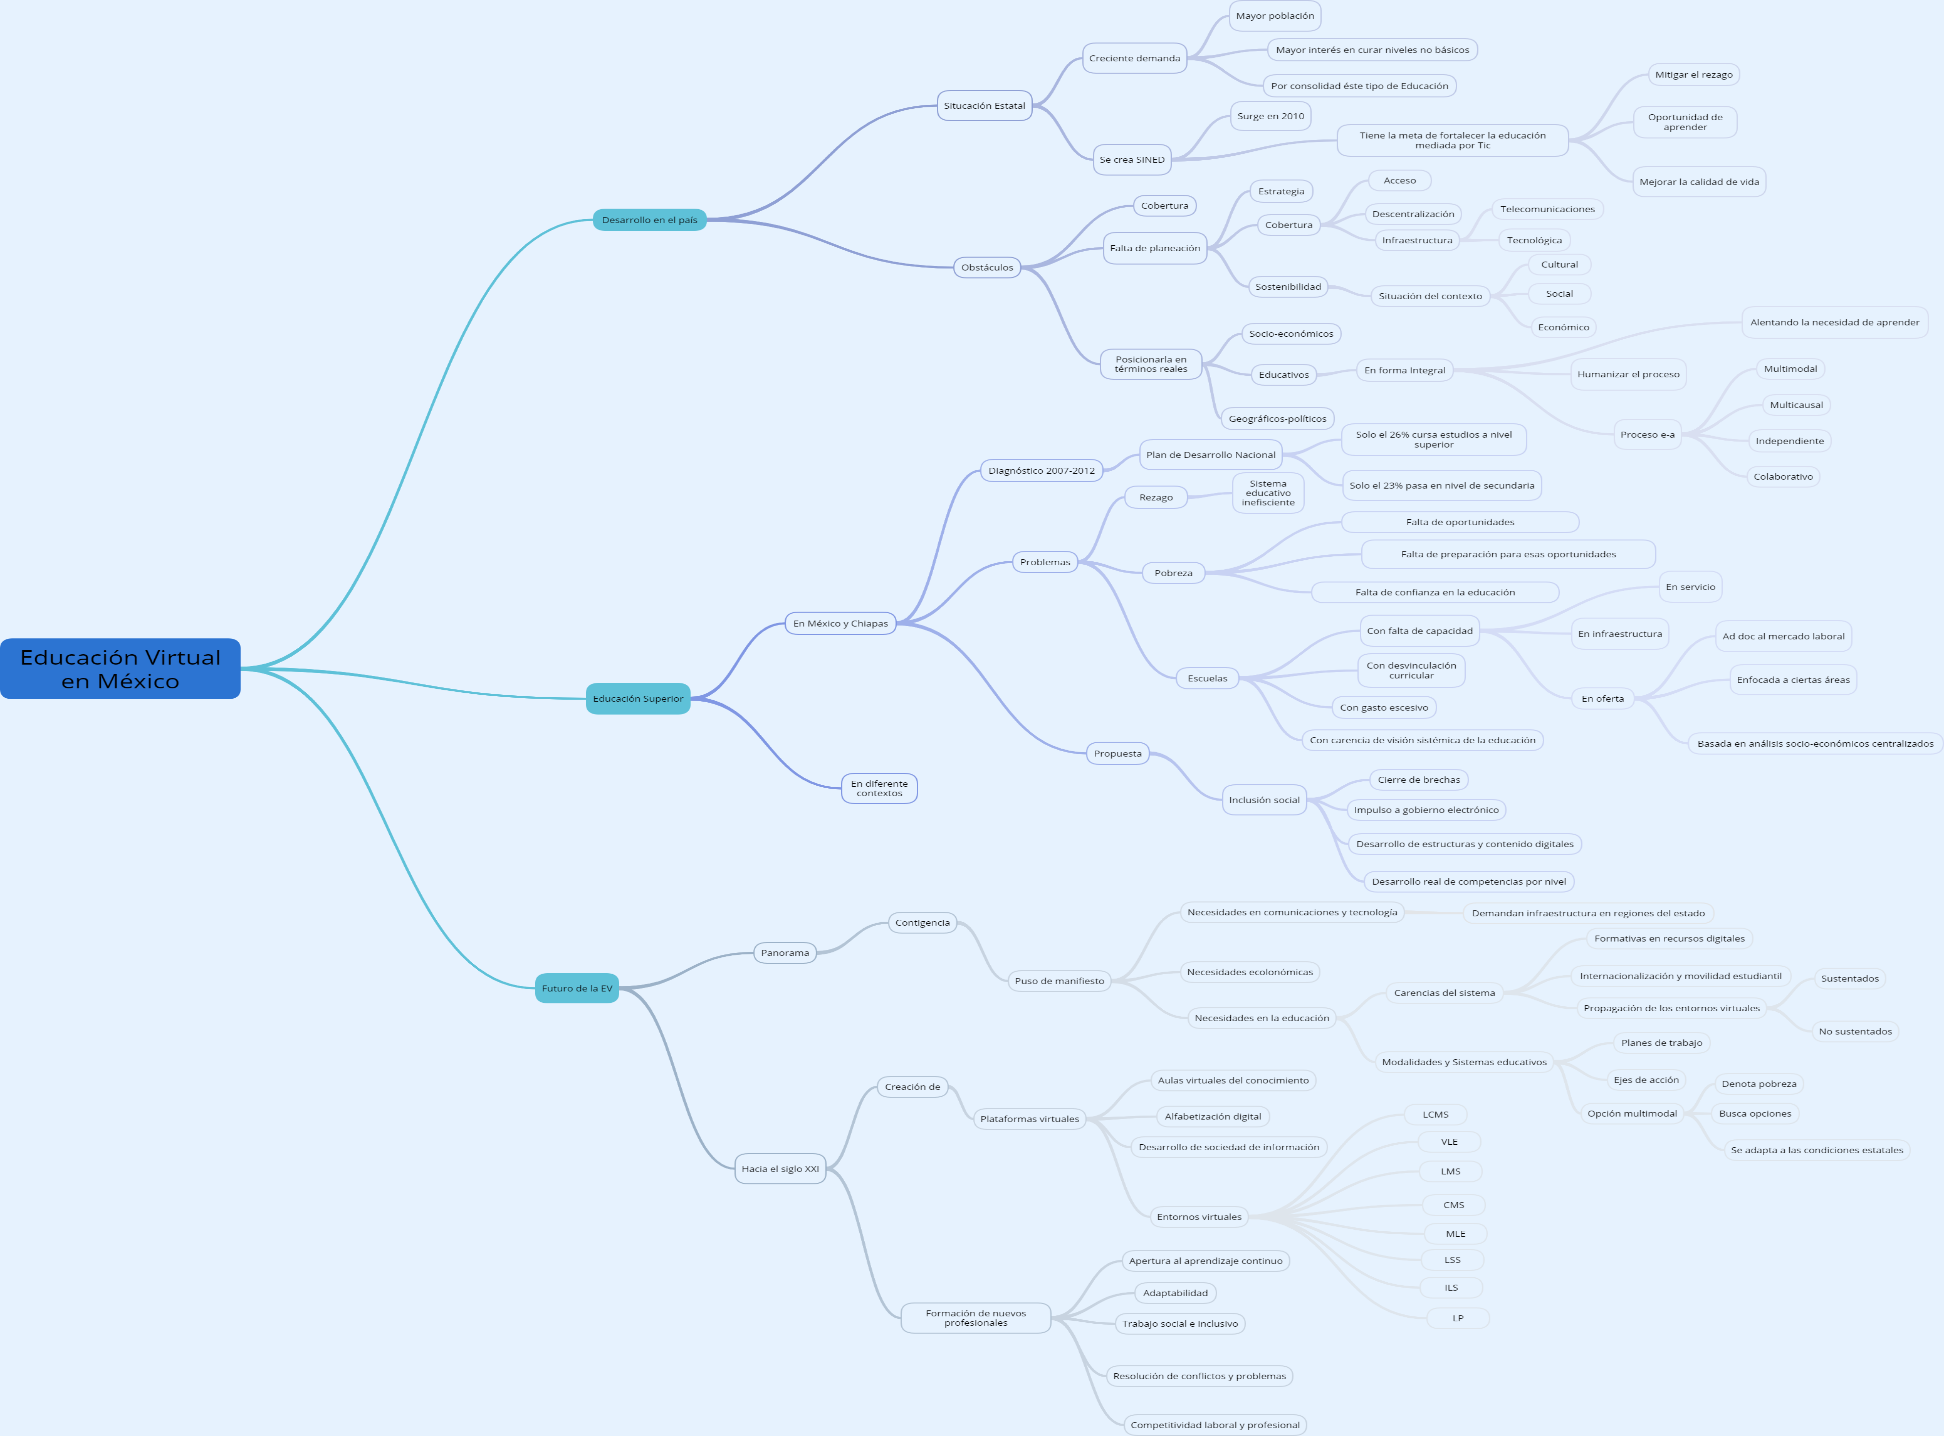 Educación Virtual
en México
Desarrollo en el país
Situcación Estatal
Creciente demanda
Mayor población
Mayor interés en curar niveles no básicos
Por consolidad éste tipo de Educación
Se crea SINED
Surge en 2010
Tiene la meta de fortalecer la educación
mediada por Tic
Mitigar el rezago
Oportunidad de
aprender
Mejorar la calidad de vida
Obstáculos
Cobertura
Falta de planeación
Estrategia
Cobertura
Acceso
Descentralización
Infraestructura
Telecomunicaciones
Tecnológica
Sostenibilidad
Situación del contexto
Cultural
Social
Económico
Posicionarla en
términos reales
Socio-económicos
Educativos
En forma Integral
Alentando la necesidad de aprender
Humanizar el proceso
Proceso e-a
Multimodal
Multicausal
Independiente
Colaborativo
Geográficos-políticos
Educación Superior
En México y Chiapas
Diagnóstico 2007-2012
Plan de Desarrollo Nacional
Solo el 26% cursa estudios a nivel
superior
Solo el 23% pasa en nivel de secundaria
Problemas
Rezago
Sistema
educativo
inefisciente
Pobreza
Falta de oportunidades
Falta de preparación para esas oportunidades
Falta de confianza en la educación
Escuelas
Con falta de capacidad
En servicio
En infraestructura
En oferta
Ad doc al mercado laboral
Enfocada a ciertas áreas
Basada en análisis socio-económicos centralizados
Con desvinculación
curricular
Con gasto escesivo
Con carencia de visión sistémica de la educación
Propuesta
Inclusión social
Cierre de brechas
Impulso a gobierno electrónico
Desarrollo de estructuras y contenido digitales
Desarrollo real de competencias por nivel
En diferente
contextos
Futuro de la EV
Panorama
Contigencia
Puso de manifiesto
Necesidades en comunicaciones y tecnología
Demandan infraestructura en regiones del estado
Necesidades ecolonómicas
Necesidades en la educación
Carencias del sistema
Formativas en recursos digitales
Internacionalización y movilidad estudiantil
Propagación de los entornos virtuales
Sustentados
No sustentados
Modalidades y Sistemas educativos
Planes de trabajo
Ejes de acción
Opción multimodal
Denota pobreza
Busca opciones
Se adapta a las condiciones estatales
Hacia el siglo XXI
Creación de
Plataformas virtuales
Aulas virtuales del conocimiento
Alfabetización digital
Desarrollo de sociedad de información
Entornos virtuales
LCMS
VLE
LMS
CMS
MLE
LSS
ILS
LP
Formación de nuevos
profesionales
Apertura al aprendizaje continuo
Adaptabilidad
Trabajo social e inclusivo
Resolución de conflictos y problemas
Competitividad laboral y profesional